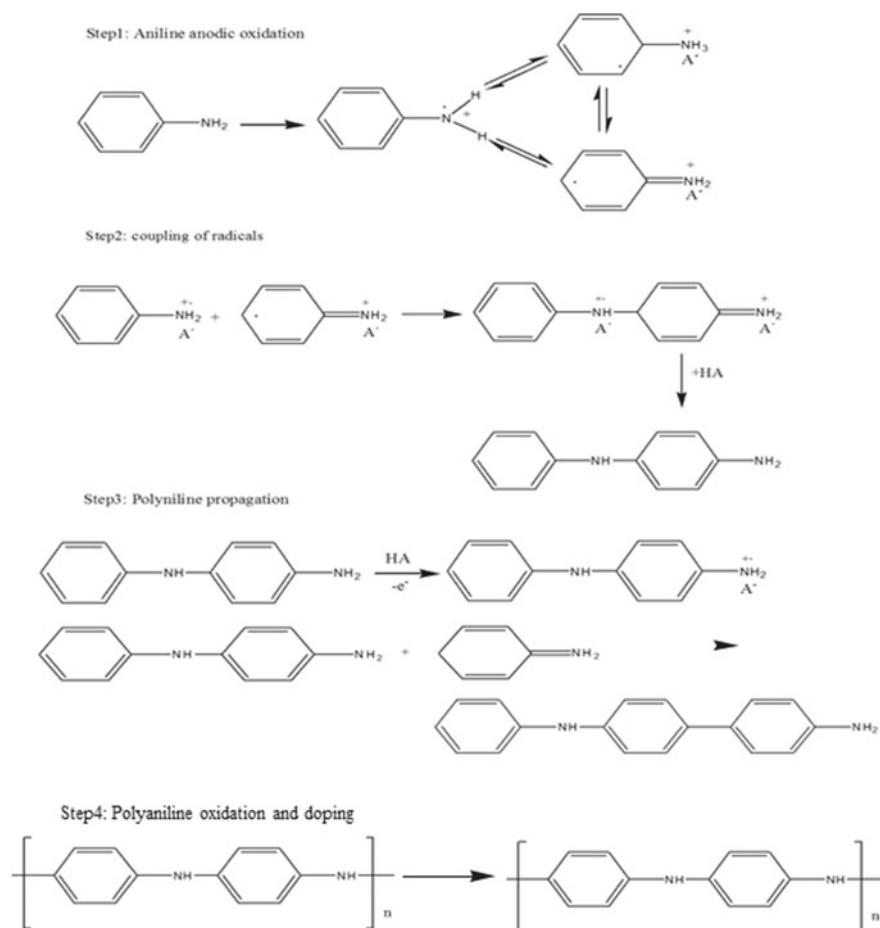 Step1: Aniline anodic oxidation
NH₂
N
·
+
H
H
+
NH₃
A⁻
·
·
+
NH₂
A⁻
Step2: coupling of radicals
+·
NH₂
A⁻
+
·
+
NH₂
A⁻
+·
NH
A⁻
+
NH₂
A⁻
+HA
NH
NH₂
Step3: Polyniline propagation
NH
NH₂
HA
-e⁻
NH
+·
NH₂
A⁻
NH
NH₂
+
NH₂
NH
NH₂
Step4: Polyaniline oxidation and doping
NH
NH
n
NH
NH
n